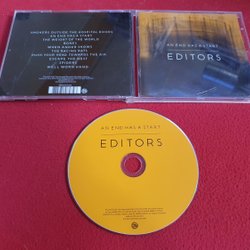 SMOKERS OUTSIDE THE HOSPITAL DOORS
AN END HAS A START
THE WEIGHT OF THE WORLD
BONES
WHEN ANGER SHOWS
THE RACING RATS
PUSH YOUR HEAD TOWARDS THE AIR
ESCAPE THE NEST
SPIDERS
WELL WORN HAND
AN END HAS A START
EDITORS
AN END HAS A START
EDITORS